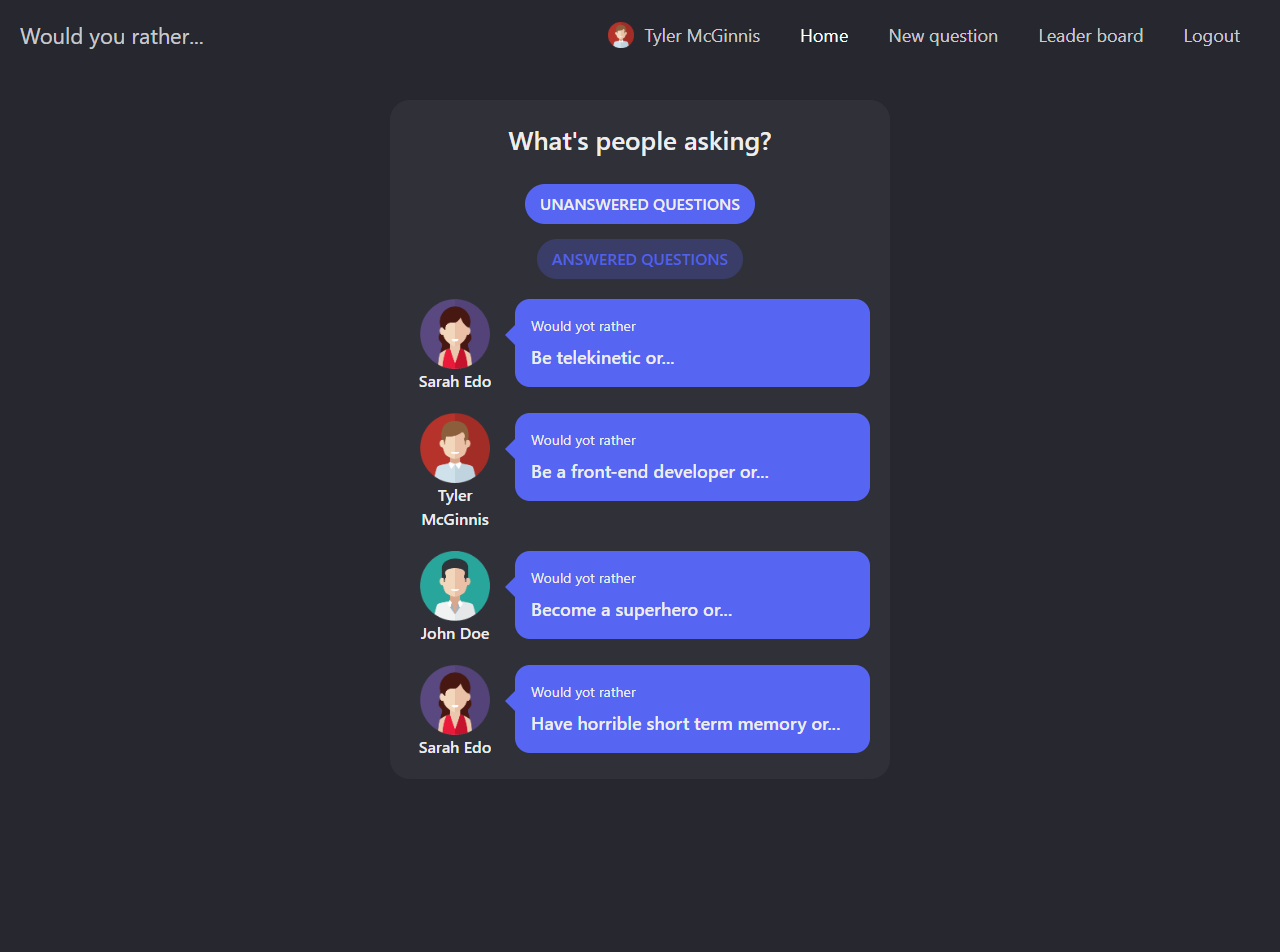 Would you rather...
Tyler McGinnis
Home
New question
Leader board
Logout
What's people asking?
UNANSWERED QUESTIONS
ANSWERED QUESTIONS
Sarah Edo
Would yot rather
Be telekinetic or...
Tyler
McGinnis
Would yot rather
Be a front-end developer or...
John Doe
Would yot rather
Become a superhero or...
Sarah Edo
Would yot rather
Have horrible short term memory or...